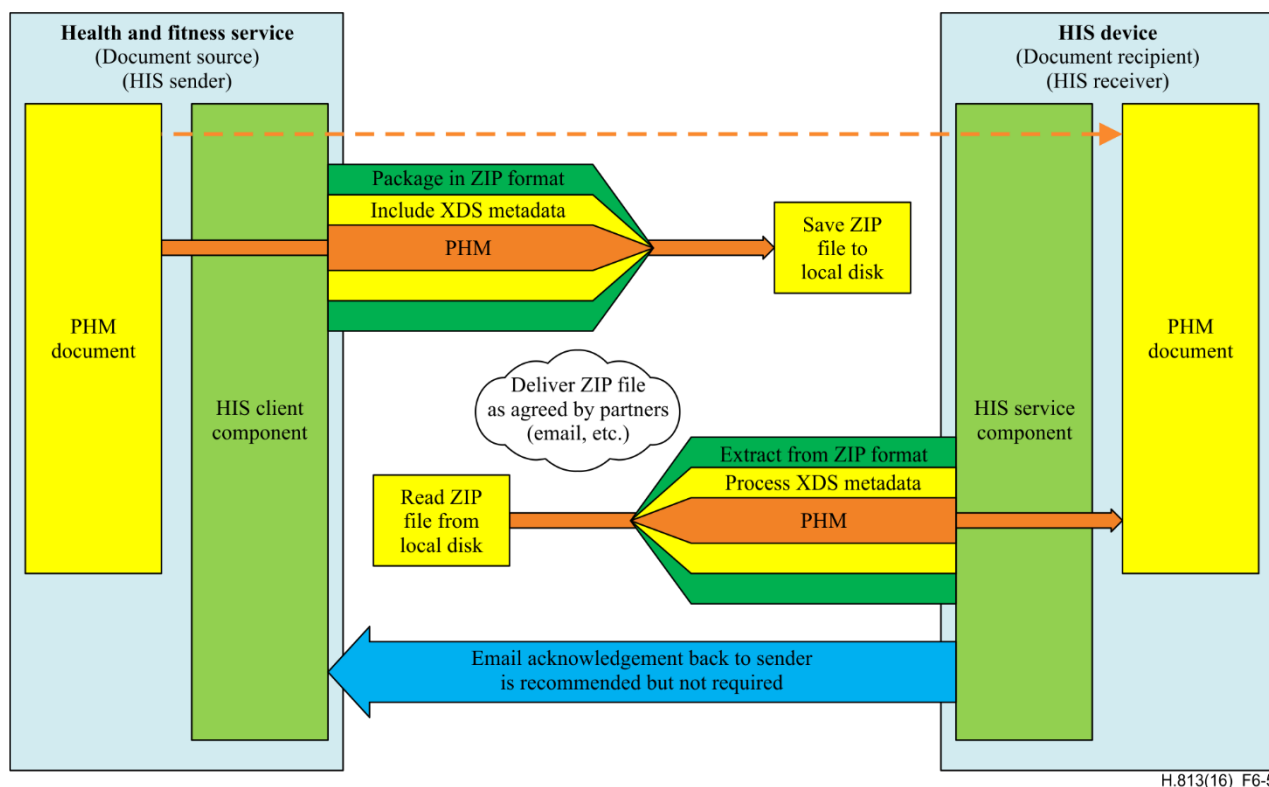 Health and fitness service
(Document source)
(HIS sender)
HIS device
(Document recipient)
(HIS receiver)
Package in ZIP format
Include XDS metadata
PHM
Save ZIP
file to
local disk
PHM
document
HIS client
component
Deliver ZIP file
as agreed by partners
(email, etc.)
HIS service
component
PHM
document
Read ZIP
file from
local disk
Extract from ZIP format
Process XDS metadata
PHM
Email acknowledgement back to sender
is recommended but not required
H.813(16)_F6-5